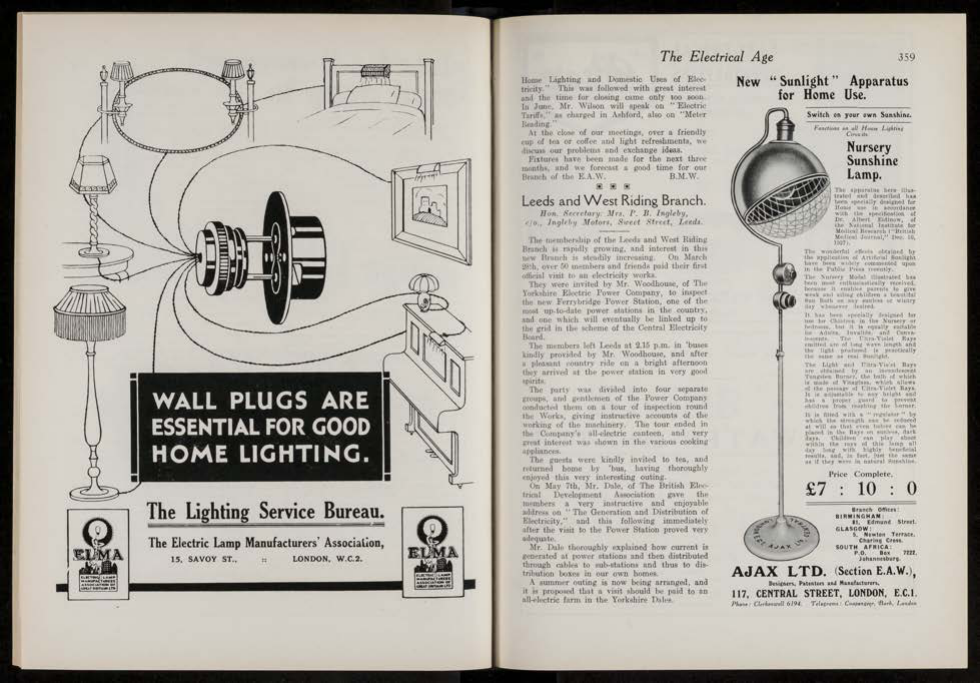 WALL PLUGS ARE
ESSENTIAL FOR GOOD
HOME LIGHTING.
The Lighting Service Bureau.
The Electric Lamp Manufacturers' Association,
15, SAVOY ST., :: LONDON, W.C.2.
ELMA
ELECTRIC LAMP
MANUFACTURERS
ASSOCIATION OF
GREAT BRITAIN LTD
ELMA
ELECTRIC LAMP
MANUFACTURERS
ASSOCIATION OF
GREAT BRITAIN LTD
The Electrical Age 359
Home Lighting and Domestic Uses of Elec-
tricity." This was followed with great interest
and the time for closing came only too soon.
In June, Mr. Wilson will speak on "Electric
Tariffs," as charged in Ashford, also on "Meter
Reading."
At the close of our meetings, over a friendly
cup of tea or coffee and light refreshments, we
discuss our problems and exchange ideas.
Fixtures have been made for the next three
months, and we forecast a good time for our
Branch of the E.A.W. B.M.W.
Leeds and West Riding Branch.
Hon. Secretary: Mrs. P. B. Ingleby,
c/o., Ingleby Motors, Sweet Street, Leeds.
The membership of the Leeds and West Riding
Branch is rapidly growing, and interest in this
new Branch is steadily increasing. On March
28th, over 50 members and friends paid their first
official visit to an electricity works.
They were invited by Mr. Woodhouse, of The
Yorkshire Electric Power Company, to inspect
the new Ferrybridge Power Station, one of the
most up-to-date power stations in the country,
and one which will eventually be linked up to
the grid in the scheme of the Central Electricity
Board.
The members left Leeds at 2.15 p.m. in 'buses
kindly provided by Mr. Woodhouse, and after
a pleasant country ride on a bright afternoon
they arrived at the power station in very good
spirits.
The party was divided into four separate
groups, and gentlemen of the Power Company
conducted them on a tour of inspection round
the Works, giving instructive accounts of the
working of the machinery. The tour ended in
the Company's all-electric canteen, and very
great interest was shewn in the various cooking
appliances.
The guests were kindly invited to tea, and
returned home by 'bus, having thoroughly
enjoyed this very interesting outing.
On May 7th, Mr. Dale, of The British Elec-
trical Development Association gave the
members a very instructive and enjoyable
address on "The Generation and Distribution of
Electricity," and this following immediately
after the visit to the Power Station proved very
adequate.
Mr. Dale thoroughly explained how current is
generated at power stations and then distributed
through cables to sub-stations and thus to dis-
tribution boxes in our own homes.
A summer outing is now being arranged, and
it is proposed that a visit should be paid to an
all-electric farm in the Yorkshire Dales.
New "Sunlight" Apparatus
for Home Use.
Switch on your own Sunshine.
Functions on all House Lighting
Circuits
Nursery
Sunshine
Lamp.
The apparatus here illus-
trated and described has
been specially designed for
Home use in accordance
with the specification of
Dr. Albert Eidinow, of
the National Institute for
Medical Research ("British
Medical Journal," Dec. 10,
1927).
The wonderful effects obtained by
the application of Artificial Sunlight
have been widely commented upon
in the Public Press recently.
The Nursery Model illustrated has
been most enthusiastically received,
because it enables parents to give
weak and ailing children a beautiful
Sun Bath on any sunless or wintry
day whenever desired.
It has been specially designed for
use for Children in the Nursery or
bedroom, but it is equally suitable
for Adults, Invalids and Conva-
lescents. The Ultra-Violet Rays
emitted are of long wave length and
the light produced is practically
the same as real Sunlight.
The Light and Ultra-Violet Rays
are obtained by an incandescent
Tungsten Burner, the bulb of which
is made of Vitaglass, which allows
of the passage of Ultra-Violet Rays.
It is adjustable to any height and
has a proper guard to prevent
children from touching the burner.
It is fitted with a "regulator" by
which the strength can be reduced
at will so that even babies can be
placed in the Rays on sunless, dark
days. Children can play about
within the rays of this lamp all
day long with highly beneficial
results, and, in fact, just the same
as if they were in natural Sunshine.
Price Complete,
£7 : 10 : 0
Branch Offices:
BIRMINGHAM:
81, Edmund Street.
GLASGOW:
5, Newton Terrace,
Charing Cross.
SOUTH AFRICA:
P.O. Box 7222,
Johannesburg.
AJAX LTD. (Section E.A.W.),
Designers, Patentees and Manufacturers,
117, CENTRAL STREET, LONDON, E.C.1.
Phone: Clerkenwell 6194. Telegrams:
London